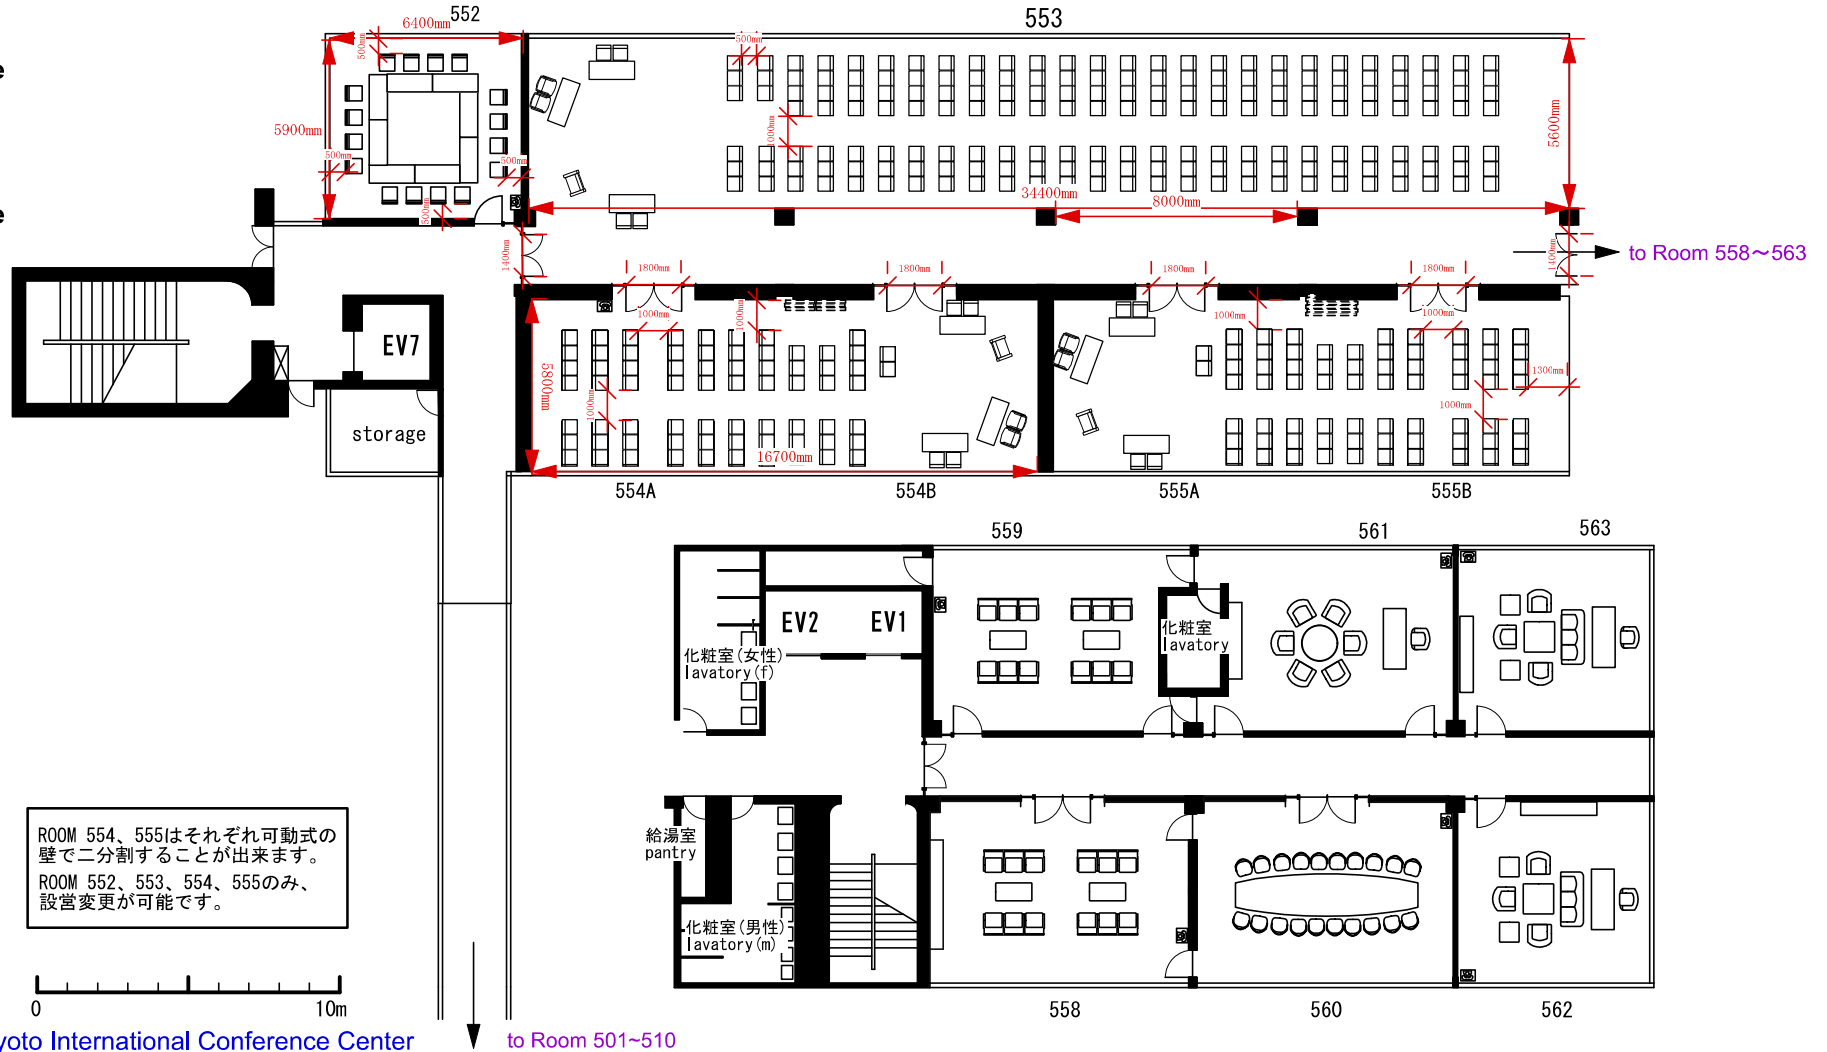 552
553
6400mm
500mm
500mm
e
5900mm
500mm
500mm
500mm
1000mm
5600mm
e
34400mm
8000mm
1400mm
1400mm
to Room 558～563
1800mm
1800mm
1800mm
1800mm
1000mm
1000mm
1000mm
1000mm
EV7
5800mm
1300mm
1000mm
1000mm
storage
16700mm
554A
554B
555A
555B
559
561
563
EV2
EV1
化粧室(女性)
lavatory(f)
化粧室
lavatory
ROOM 554、555はそれぞれ可動式の
壁で二分割することが出来ます。
ROOM 552、553、554、555のみ、
設営変更が可能です。
給湯室
pantry
化粧室(男性)
lavatory(m)
0
10m
558
560
562
yoto International Conference Center
to Room 501~510